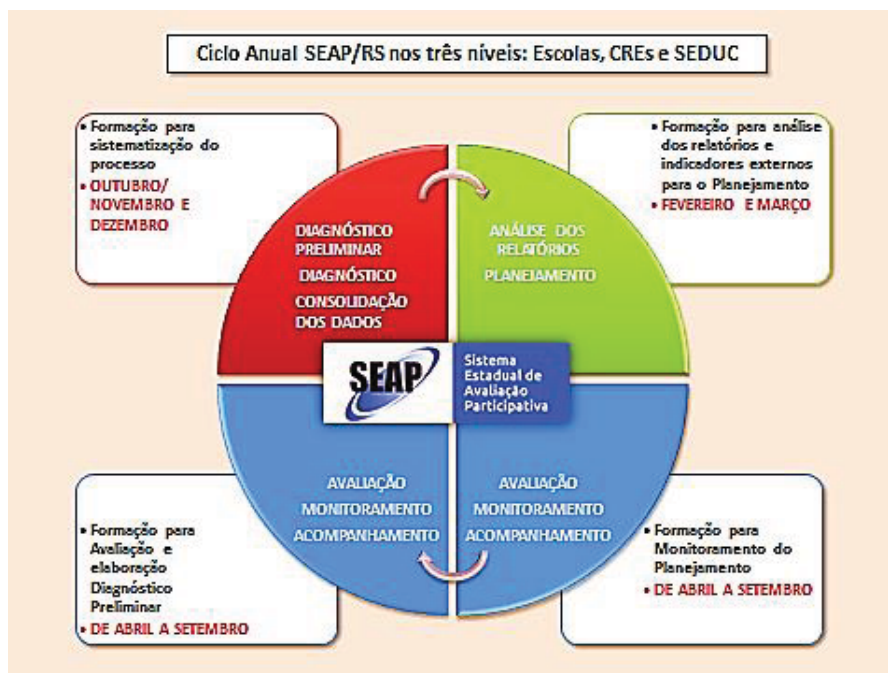 Ciclo Anual SEAP/RS nos três níveis: Escolas, CREs e SEDUC
• Formação para
sistematização do
processo
• OUTUBRO/
NOVEMBRO E
DEZEMBRO
• Formação para análise
dos relatórios e
indicadores externos
para o Planejamento
• FEVEREIRO E MARÇO
DIAGNÓSTICO
PRELIMINAR
DIAGNÓSTICO
CONSOLIDAÇÃO
DOS DADOS
ANÁLISE DOS
RELATÓRIOS
PLANEJAMENTO
SEAP
Sistema
Estadual de
Avaliação
Participativa
AVALIAÇÃO
MONITORAMENTO
ACOMPANHAMENTO
AVALIAÇÃO
MONITORAMENTO
ACOMPANHAMENTO
• Formação para
Avaliação e
elaboração
Diagnóstico
Preliminar
• DE ABRIL A SETEMBRO
• Formação para
Monitoramento do
Planejamento
• DE ABRIL A SETEMBRO